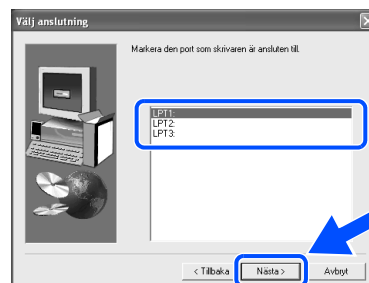 Välj anslutning
Markera den port som skrivaren är ansluten till.
LPT1:
LPT2:
LPT3:
< Tillbaka
Nästa >
Avbryt